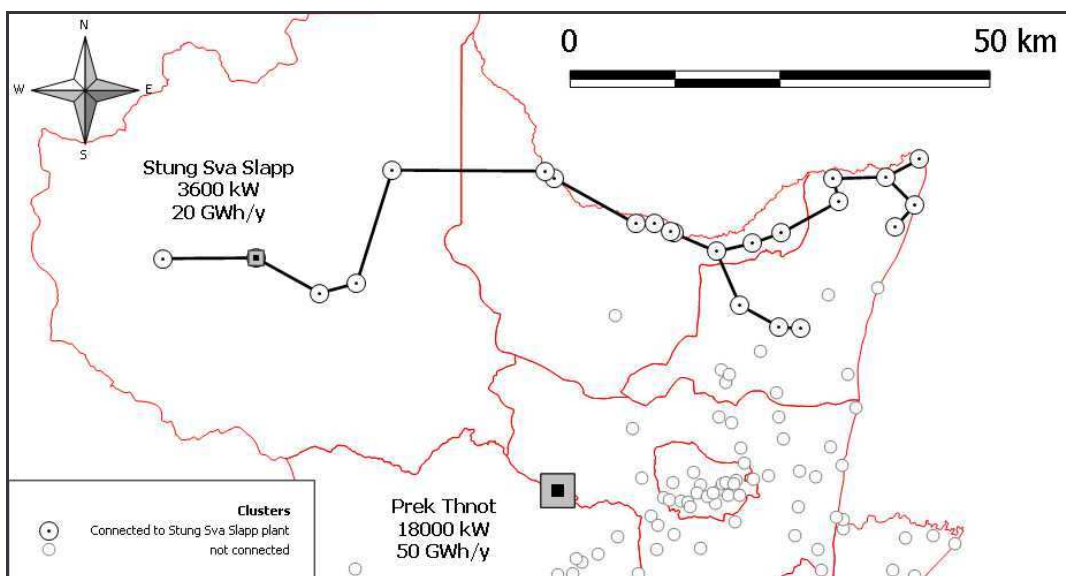 N
W E
S
0 50 km
Stung Sva Slapp
3600 kW
20 GWh/y
Prek Thnot
18000 kW
50 GWh/y
Clusters
Connected to Stung Sva Slapp plant
not connected